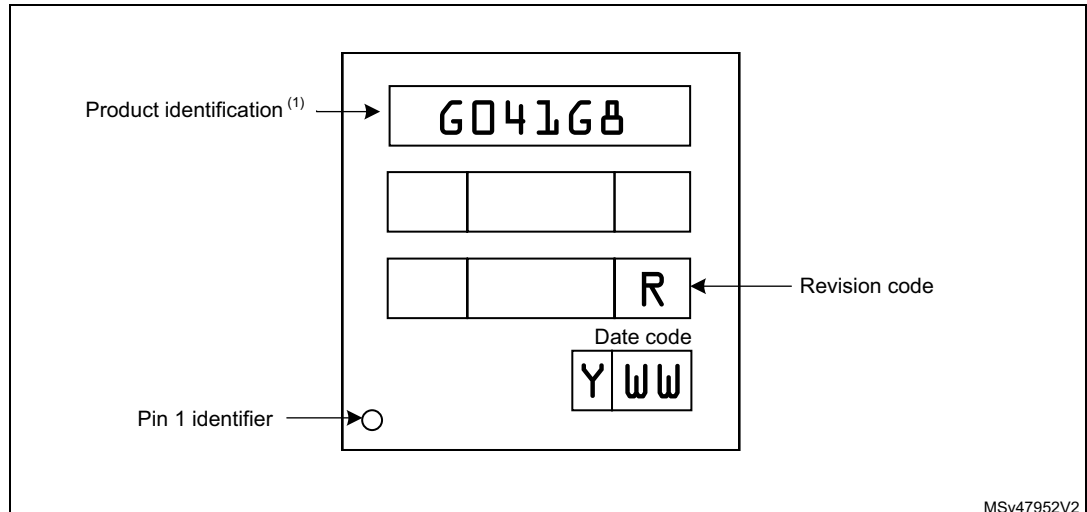 Product identification (1)
G041G8
R
Revision code
Date code
Y WW
Pin 1 identifier
MSv47952V2